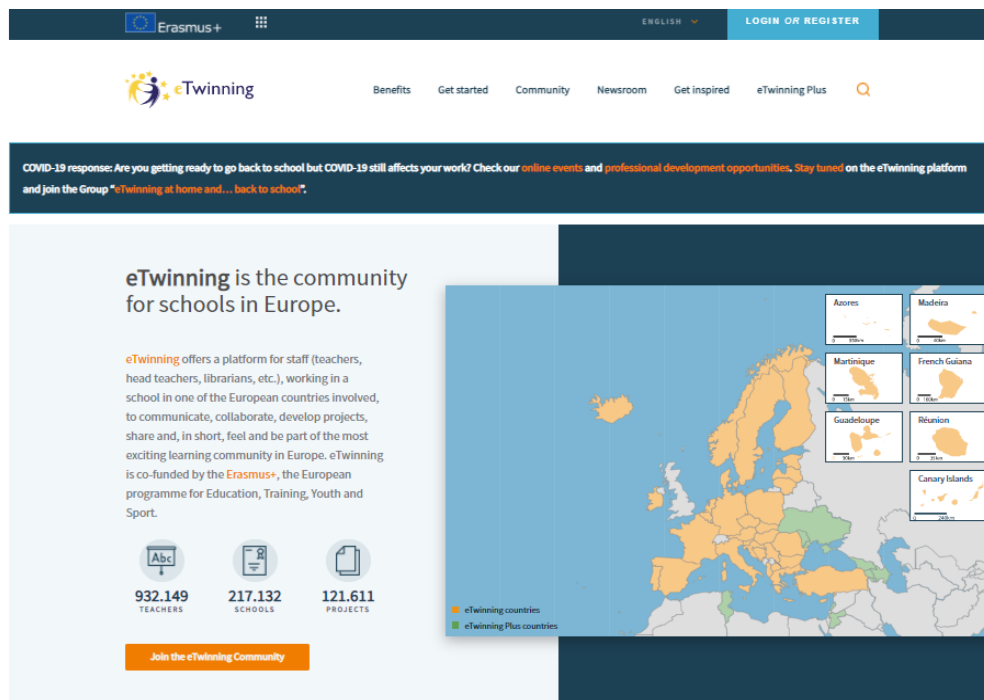 Erasmus+
ENGLISH
LOGIN OR REGISTER
eTwinning
Benefits
Get started
Community
Newsroom
Get inspired
eTwinning Plus
COVID-19 response: Are you getting ready to go back to school but COVID-19 still affects your work? Check our online events and professional development opportunities. Stay tuned on the eTwinning platform
and join the Group "eTwinning at home and... back to school".
eTwinning is the community
for schools in Europe.
eTwinning offers a platform for staff (teachers,
head teachers, librarians, etc.), working in a
school in one of the European countries involved,
to communicate, collaborate, develop projects,
share and, in short, feel and be part of the most
exciting learning community in Europe. eTwinning
is co-funded by the Erasmus+, the European
programme for Education, Training, Youth and
Sport.
Abc
932.149
TEACHERS
217.132
SCHOOLS
121.611
PROJECTS
Join the eTwinning Community
Azores
Madeira
Martinique
French Guiana
Guadeloupe
Réunion
Canary Islands
eTwinning countries
eTwinning Plus countries